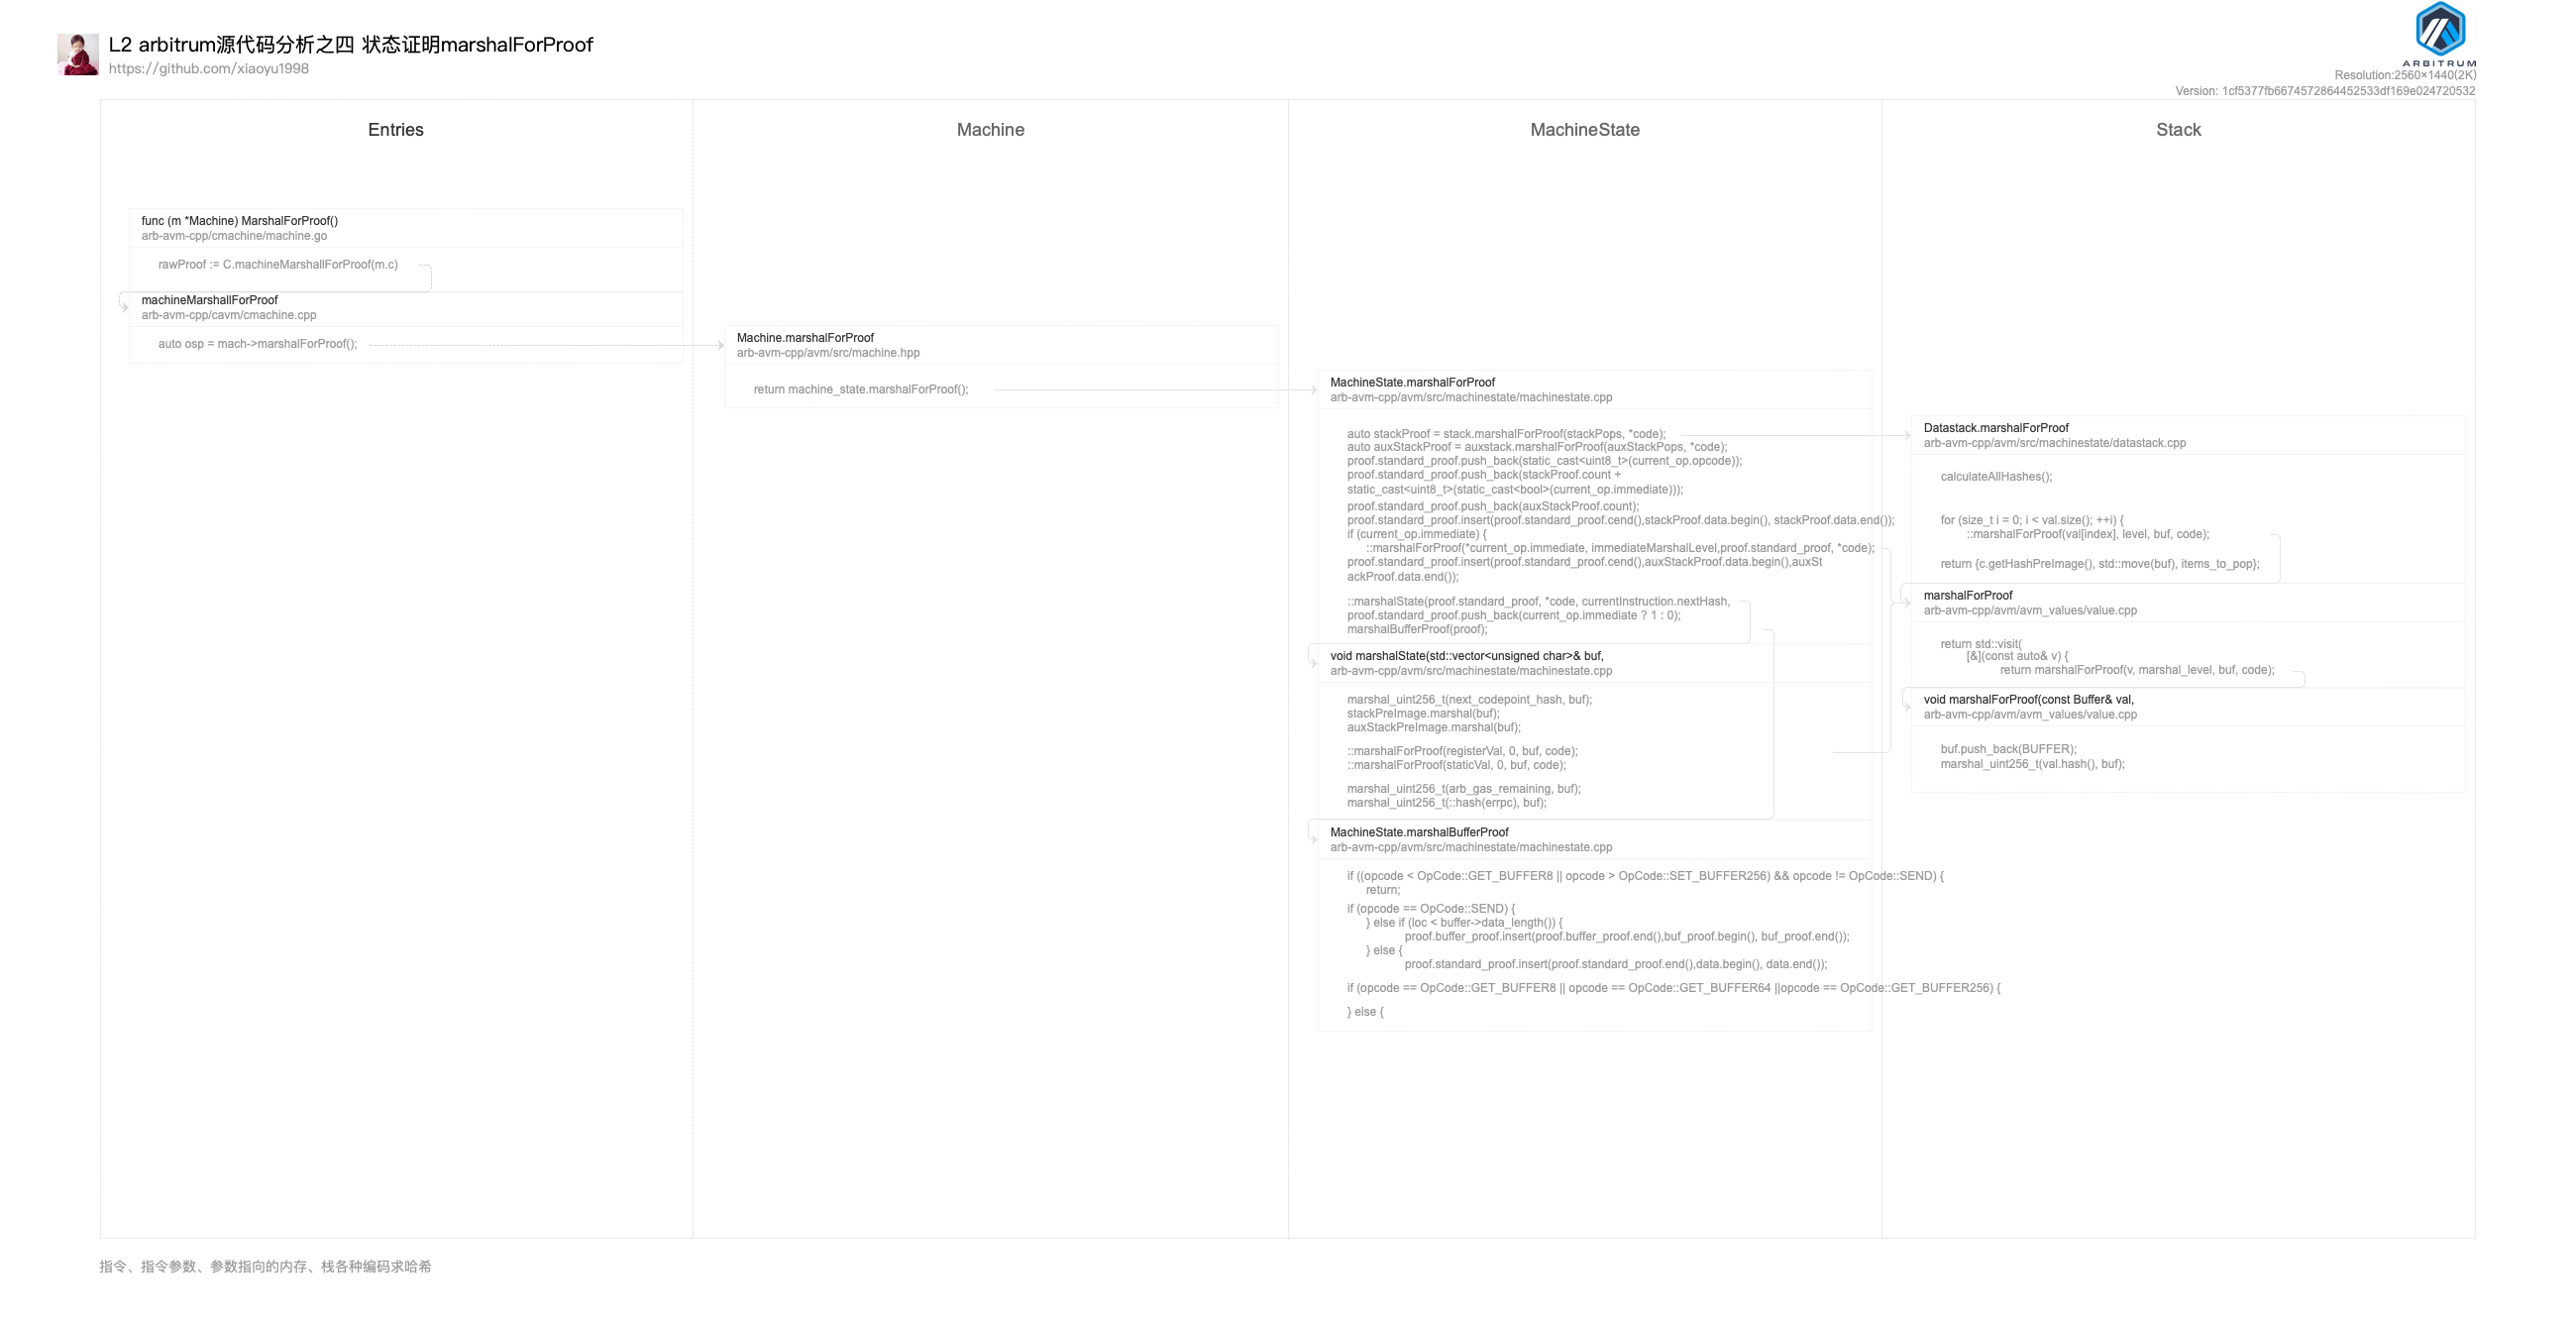 L2 arbitrum源代码分析之四 状态证明marshalForProof
https://github.com/xiaoyu1998
ARBITRUM
Resolution:2560×1440(2K)
Version: 1cf5377fb6674572864452533df169e024720532
Entries
func (m *Machine) MarshalForProof()
arb-avm-cpp/cmachine/machine.go
rawProof := C.machineMarshallForProof(m.c)
machineMarshallForProof
arb-avm-cpp/cavm/cmachine.cpp
auto osp = mach->marshalForProof();
Machine
Machine.marshalForProof
arb-avm-cpp/avm/src/machine.hpp
return machine_state.marshalForProof();
MachineState
MachineState.marshalForProof
arb-avm-cpp/avm/src/machinestate/machinestate.cpp
auto stackProof = stack.marshalForProof(stackPops, *code);
auto auxStackProof = auxstack.marshalForProof(auxStackPops, *code);
proof.standard_proof.push_back(static_cast<uint8_t>(current_op.opcode));
proof.standard_proof.push_back(stackProof.count +
static_cast<uint8_t>(static_cast<bool>(current_op.immediate)));
proof.standard_proof.push_back(auxStackProof.count);
proof.standard_proof.insert(proof.standard_proof.cend(),stackProof.data.begin(), stackProof.data.end());
if (current_op.immediate) {
::marshalForProof(*current_op.immediate, immediateMarshalLevel,proof.standard_proof, *code);
proof.standard_proof.insert(proof.standard_proof.cend(),auxStackProof.data.begin(),auxSt
ackProof.data.end());
::marshalState(proof.standard_proof, *code, currentInstruction.nextHash,
proof.standard_proof.push_back(current_op.immediate ? 1 : 0);
marshalBufferProof(proof);
void marshalState(std::vector<unsigned char>& buf,
arb-avm-cpp/avm/src/machinestate/machinestate.cpp
marshal_uint256_t(next_codepoint_hash, buf);
stackPreImage.marshal(buf);
auxStackPreImage.marshal(buf);
::marshalForProof(registerVal, 0, buf, code);
::marshalForProof(staticVal, 0, buf, code);
marshal_uint256_t(arb_gas_remaining, buf);
marshal_uint256_t(::hash(errpc), buf);
MachineState.marshalBufferProof
arb-avm-cpp/avm/src/machinestate/machinestate.cpp
if ((opcode < OpCode::GET_BUFFER8 || opcode > OpCode::SET_BUFFER256) && opcode != OpCode::SEND) {
return;
if (opcode == OpCode::SEND) {
} else if (loc < buffer->data_length()) {
proof.buffer_proof.insert(proof.buffer_proof.end(),buf_proof.begin(), buf_proof.end());
} else {
proof.standard_proof.insert(proof.standard_proof.end(),data.begin(), data.end());
if (opcode == OpCode::GET_BUFFER8 || opcode == OpCode::GET_BUFFER64 ||opcode == OpCode::GET_BUFFER256) {
} else {
Stack
Datastack.marshalForProof
arb-avm-cpp/avm/src/machinestate/datastack.cpp
calculateAllHashes();
for (size_t i = 0; i < val.size(); ++i) {
::marshalForProof(val[index], level, buf, code);
return {c.getHashPreImage(), std::move(buf), items_to_pop};
marshalForProof
arb-avm-cpp/avm/avm_values/value.cpp
return std::visit(
[&](const auto& v) {
return marshalForProof(v, marshal_level, buf, code);
void marshalForProof(const Buffer& val,
arb-avm-cpp/avm/avm_values/value.cpp
buf.push_back(BUFFER);
marshal_uint256_t(val.hash(), buf);
指令、指令参数、参数指向的内存、栈各种编码求哈希